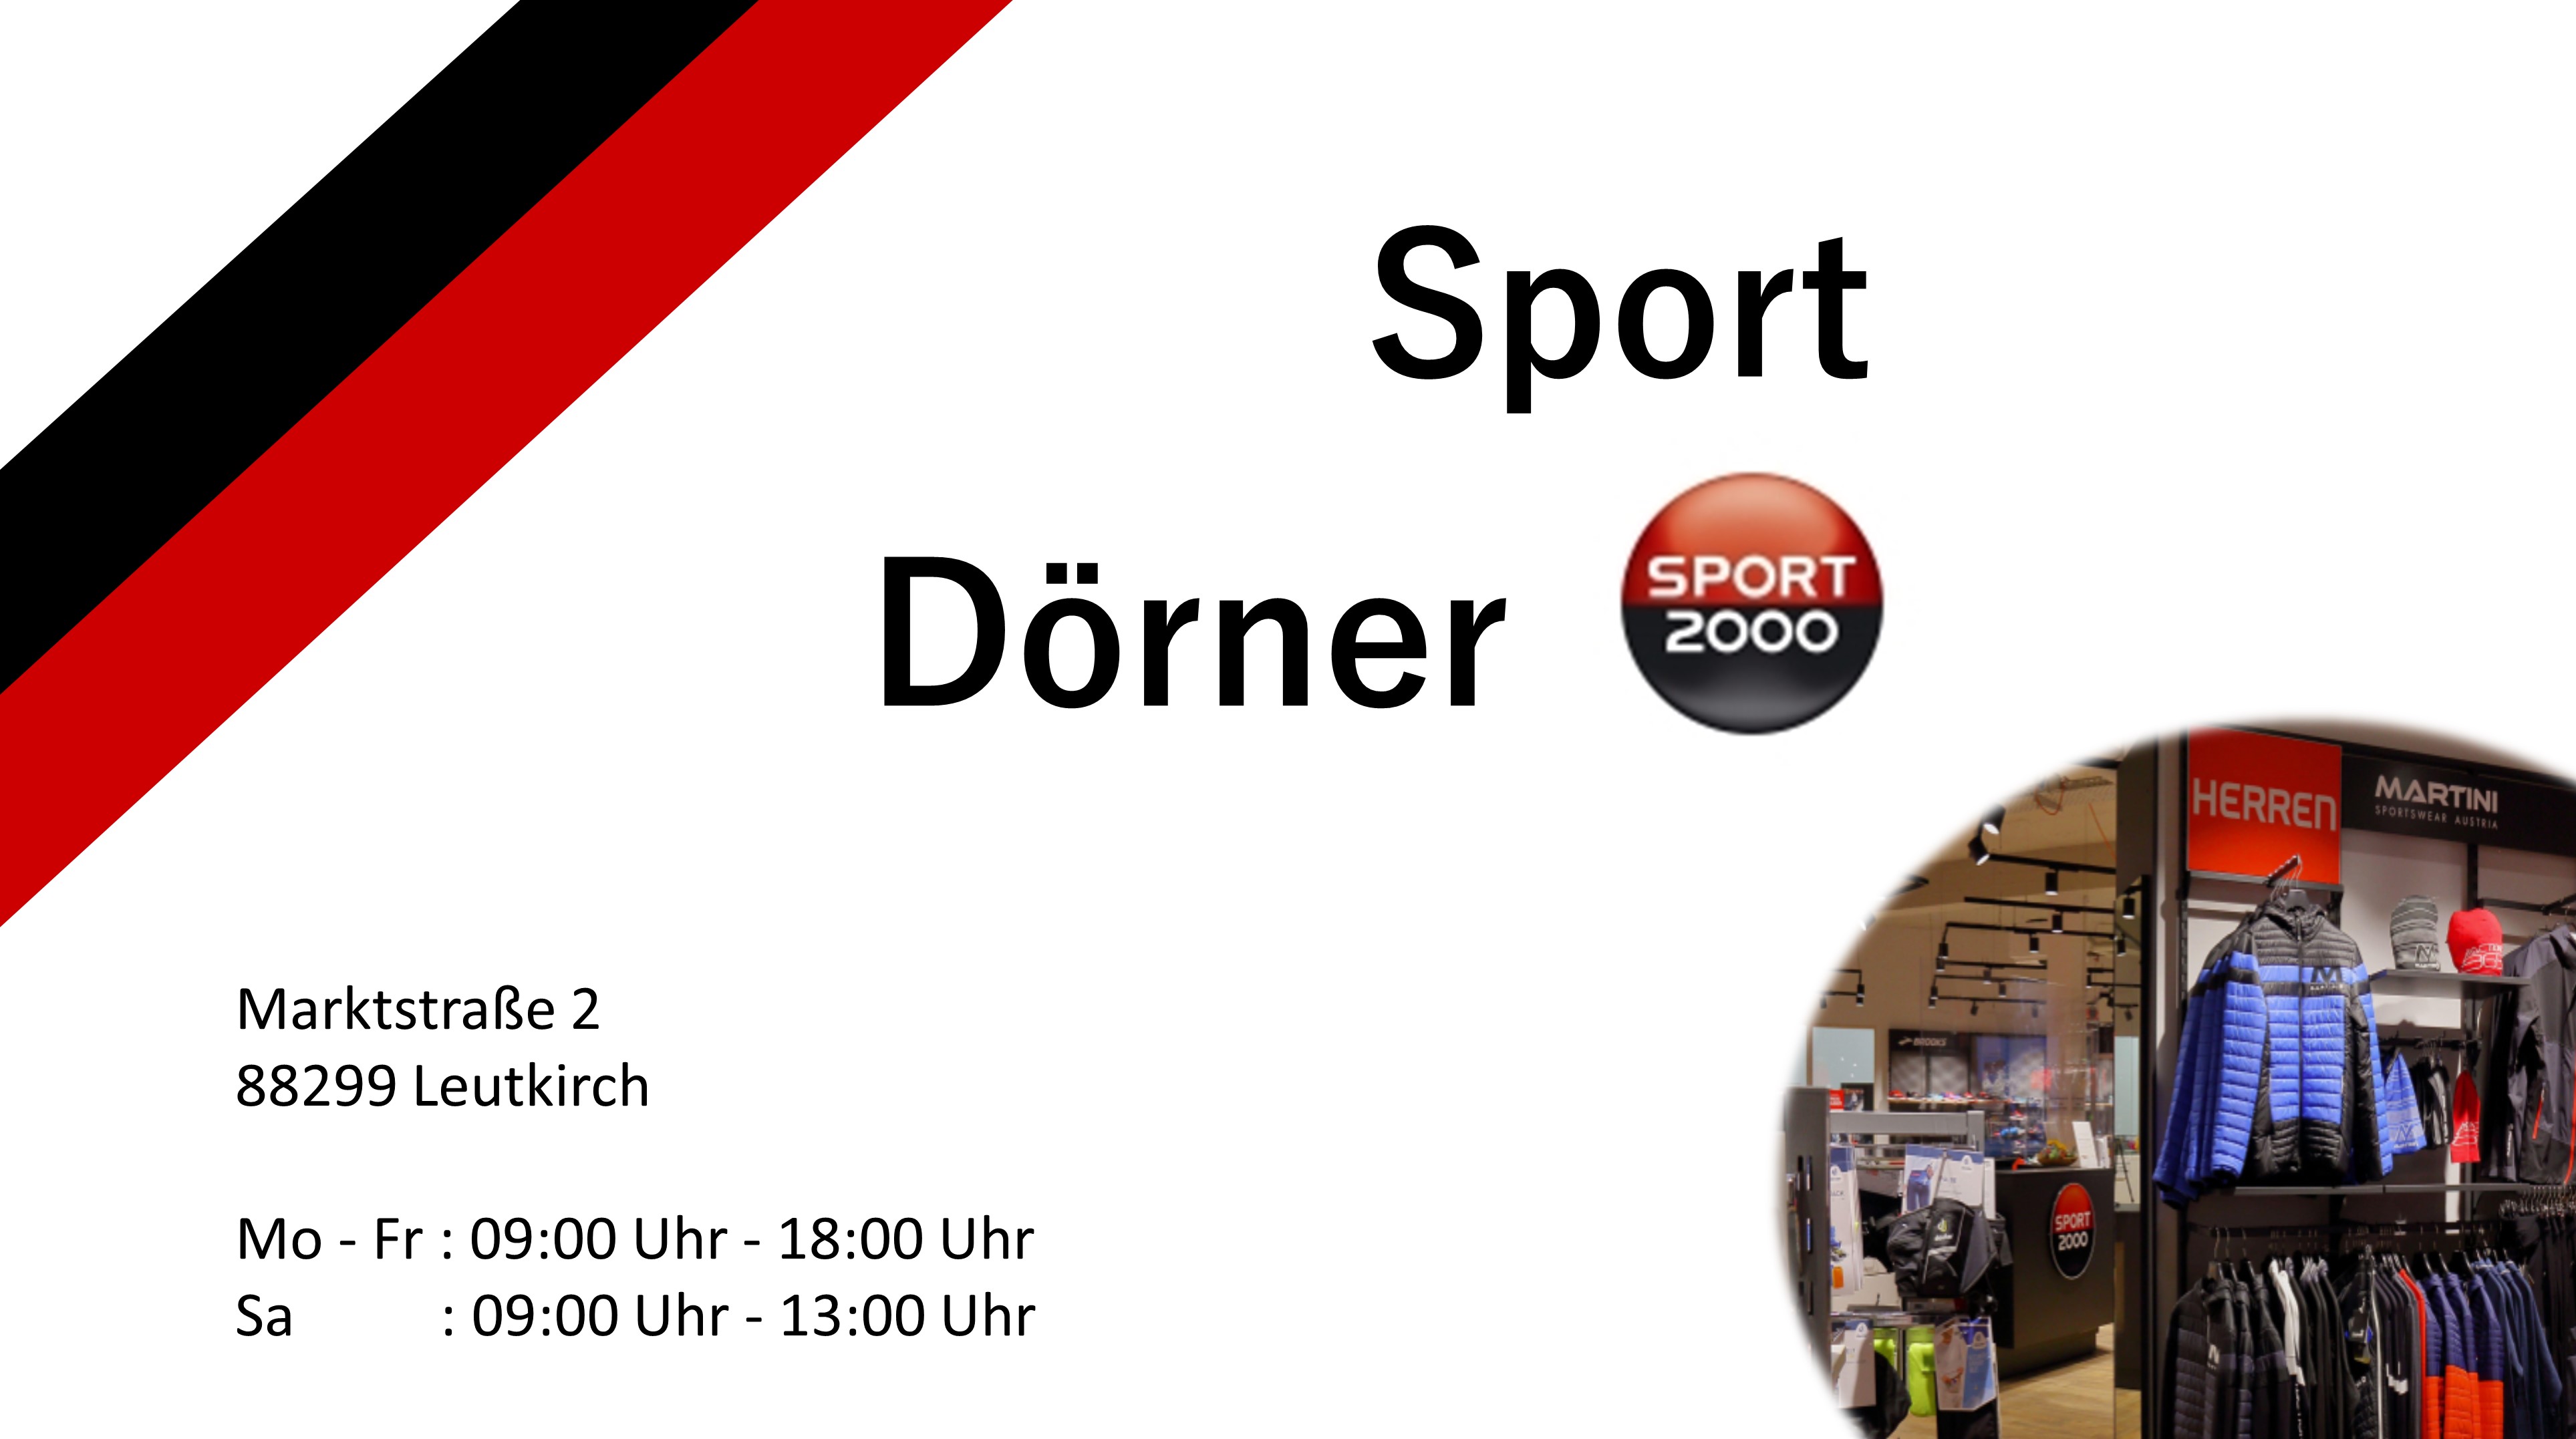 Sport
Dörner
SPORT
2000
Marktstraße 2
88299 Leutkirch
Mo - Fr : 09:00 Uhr - 18:00 Uhr
Sa : 09:00 Uhr - 13:00 Uhr
HERREN
MARTINI
SPORTSWEAR AUSTRIA
BROOKS
SPORT
2000